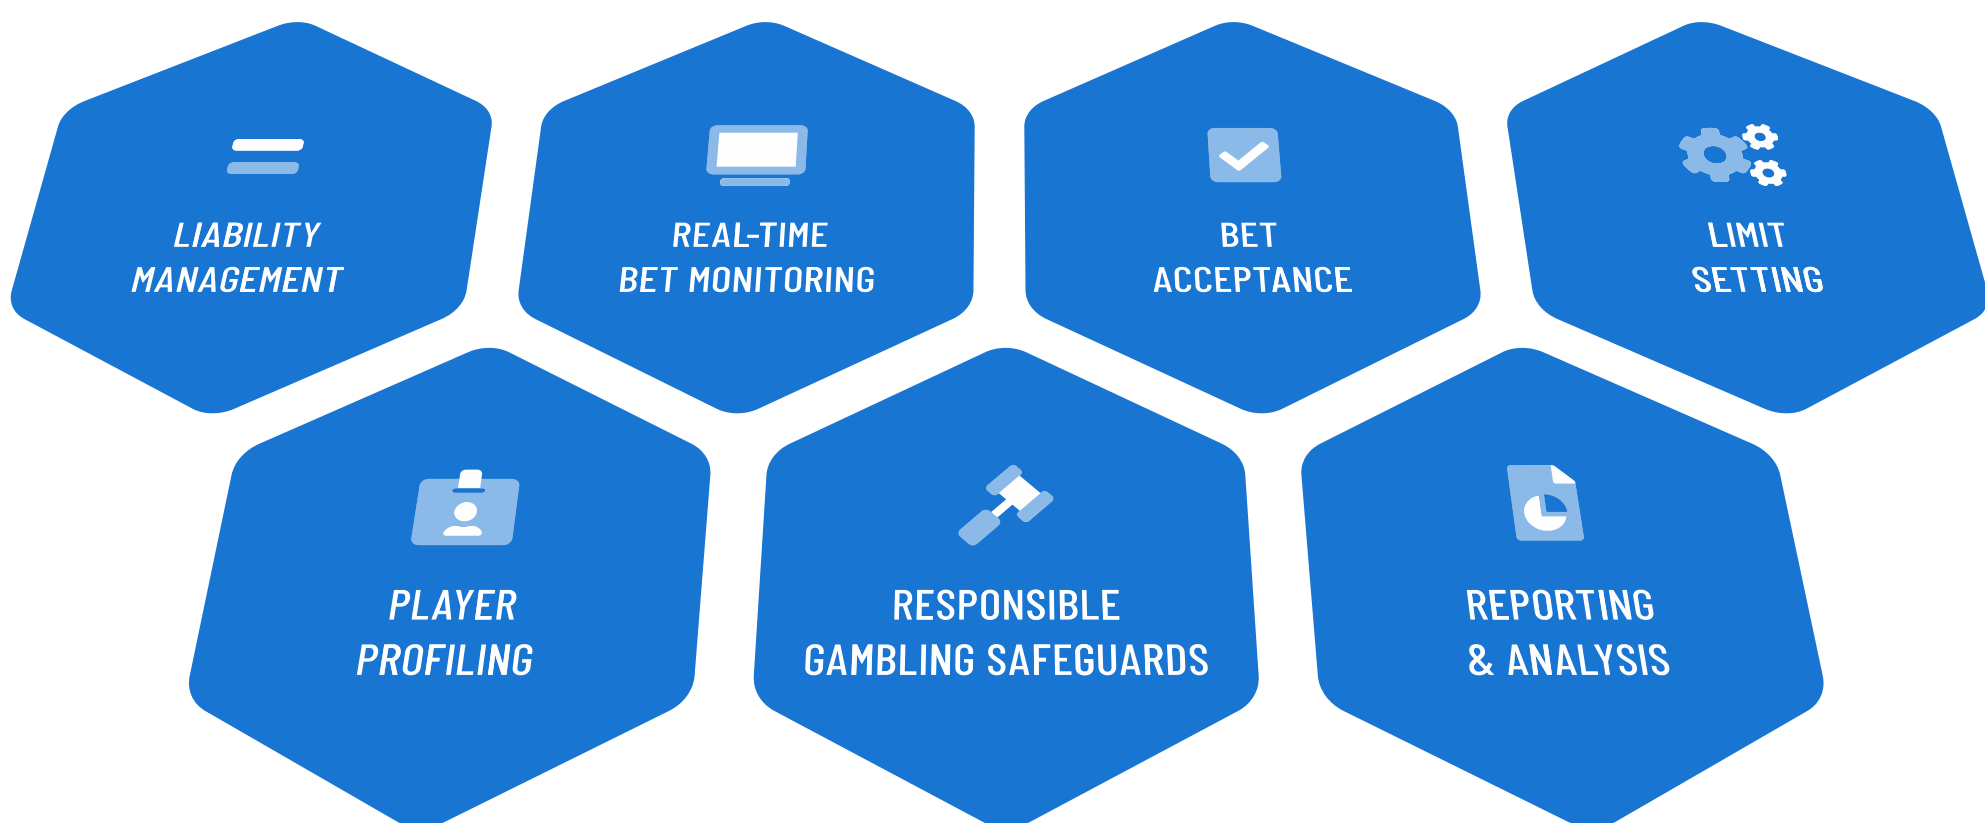 LIABILITY
MANAGEMENT
REAL-TIME
BET MONITORING
BET
ACCEPTANCE
LIMIT
SETTING
PLAYER
PROFILING
RESPONSIBLE
GAMBLING SAFEGUARDS
REPORTING
& ANALYSIS